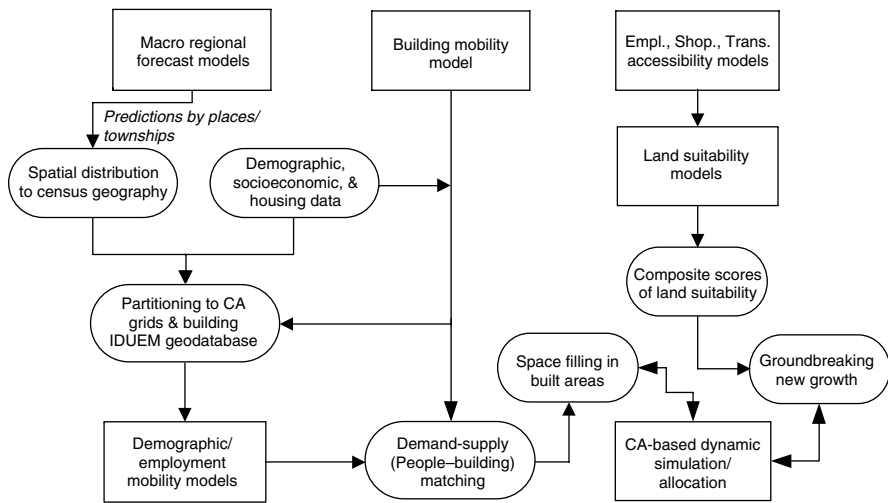 Macro regional
forecast models
Building mobility
model
Empl., Shop., Trans.
accessibility models
Predictions by places/
townships
Spatial distribution
to census geography
Demographic,
socioeconomic, &
housing data
Land suitability
models
Partitioning to CA
grids & building
IDUEM geodatabase
Composite scores
of land suitability
Space filling in
built areas
Groundbreaking
new growth
Demographic/
employment
mobility models
Demand-supply
(People–building)
matching
CA-based dynamic
simulation/
allocation